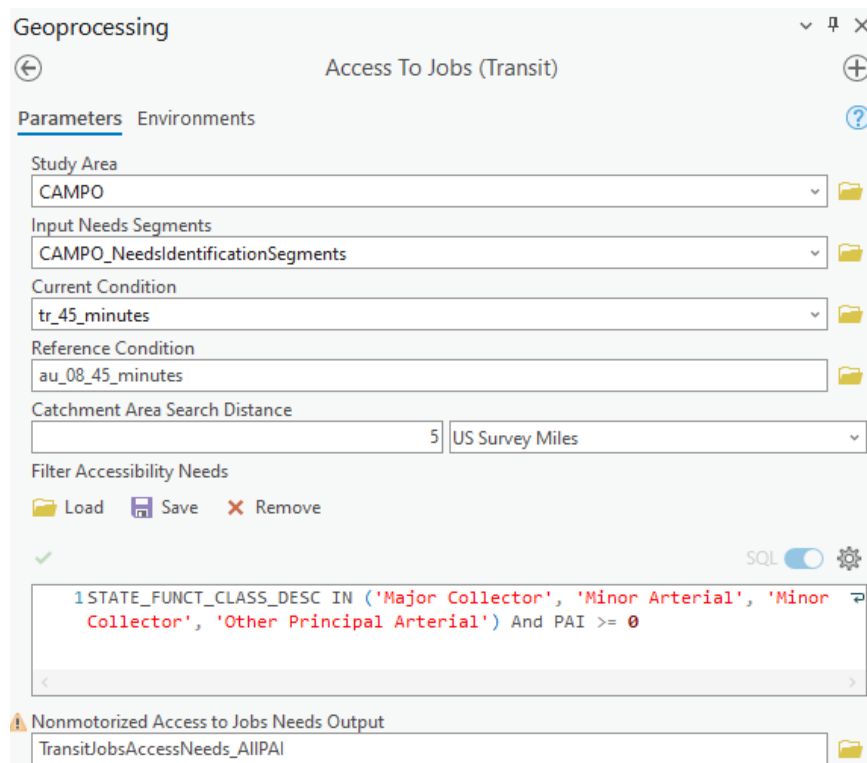 Geoprocessing
Access To Jobs (Transit)
Parameters Environments
Study Area
CAMPO
Input Needs Segments
CAMPO_NeedsIdentificationSegments
Current Condition
tr_45_minutes
Reference Condition
au_08_45_minutes
Catchment Area Search Distance
5 US Survey Miles
Filter Accessibility Needs
Load Save Remove
SQL
1 STATE_FUNCT_CLASS_DESC IN ('Major Collector', 'Minor Arterial', 'Minor
Collector', 'Other Principal Arterial') And PAI >= 0
Nonmotorized Access to Jobs Needs Output
TransitJobsAccessNeeds_AllPAI